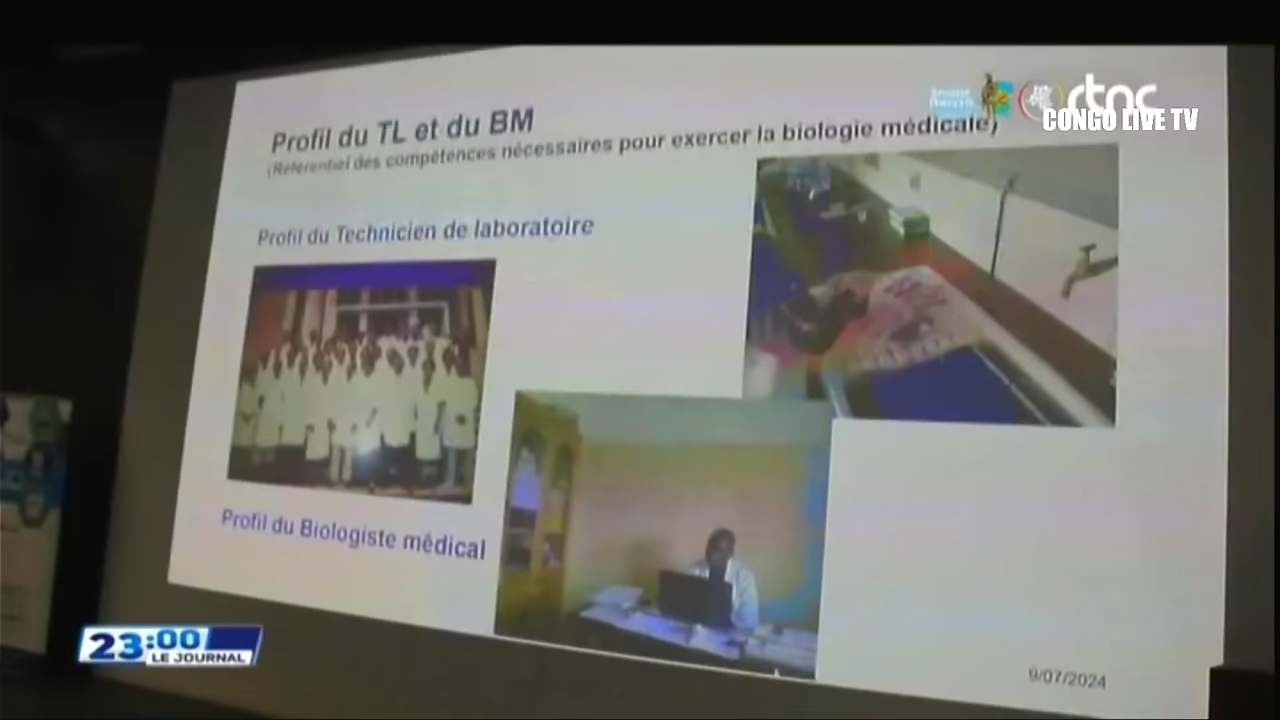 rtnc
CONGO LIVE TV
Profil du TL et du BM
(Référentiel des compétences nécessaires pour exercer la biologie médicale)
Profil du Technicien de laboratoire
Profil du Biologiste médical
23:00
LE JOURNAL
9/07/2024